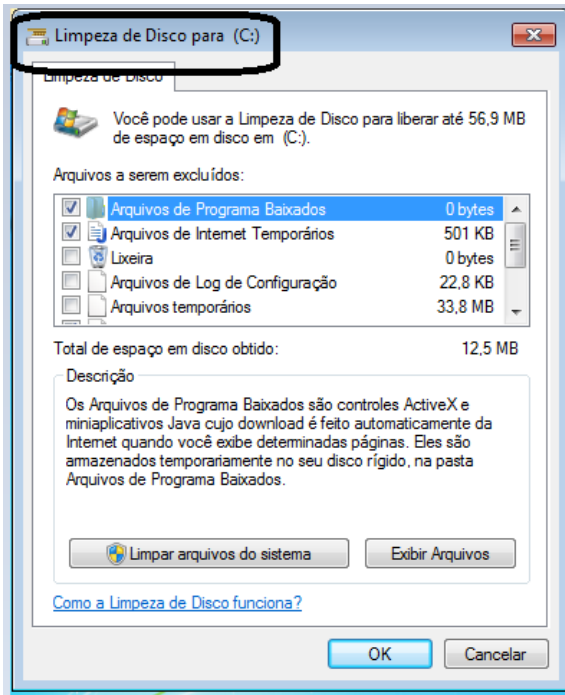 Limpeza de Disco para (C:)
Limpeza de Disco
Você pode usar a Limpeza de Disco para liberar até 56,9 MB
de espaço em disco em (C:).
Arquivos a serem excluídos:
Arquivos de Programa Baixados 0 bytes
Arquivos de Internet Temporários 501 KB
Lixeira 0 bytes
Arquivos de Log de Configuração 22,8 KB
Arquivos temporários 33,8 MB
Total de espaço em disco obtido: 12,5 MB
Descrição
Os Arquivos de Programa Baixados são controles ActiveX e
miniaplicativos Java cujo download é feito automaticamente da
Internet quando você exibe determinadas páginas. Eles são
armazenados temporariamente no seu disco rígido, na pasta
Arquivos de Programa Baixados.
Limpar arquivos do sistema Exibir Arquivos
Como a Limpeza de Disco funciona?
OK Cancelar